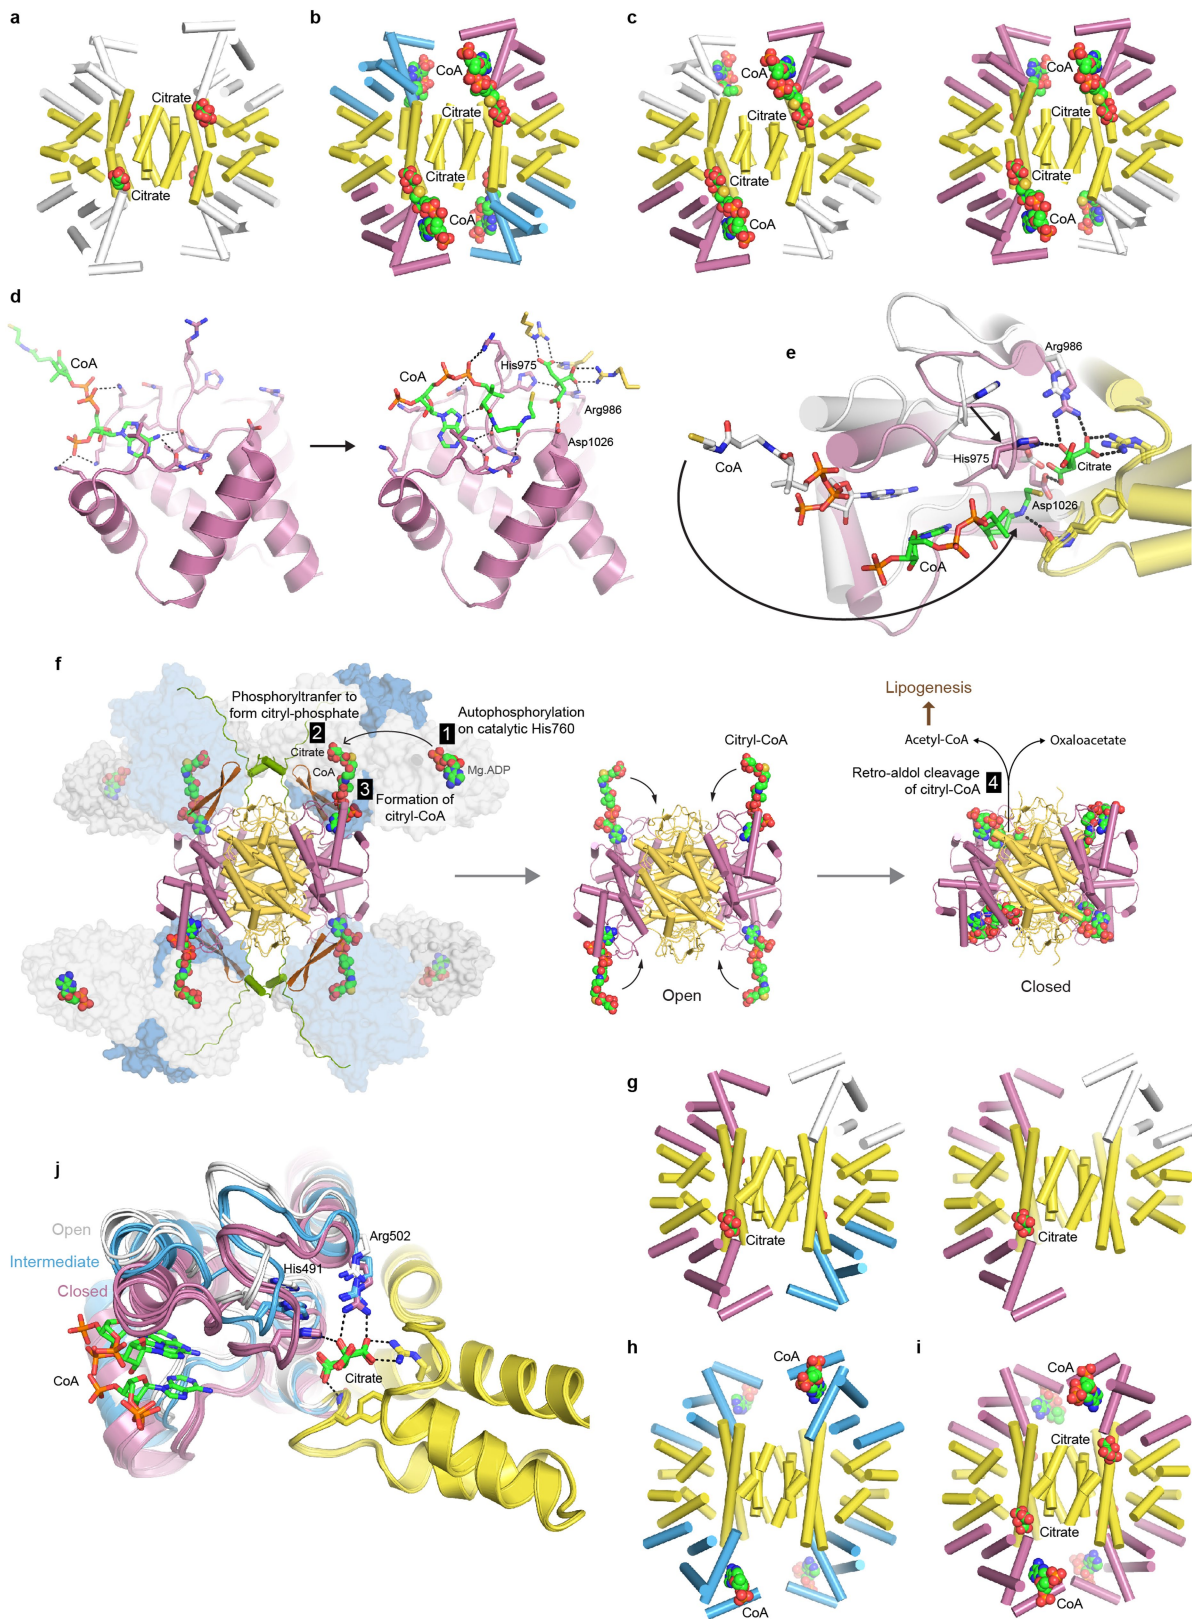 a
Citrate
Citrate
b
CoA
Citrate
Citrate
CoA
c
CoA
Citrate
Citrate
CoA
CoA
Citrate
Citrate
CoA
d
CoA
CoA
His975
Arg986
Asp1026
e
Arg986
CoA
His975
Citrate
Asp1026
CoA
f
Phosphoryltranfer to
form citryl-phosphate
2
Citrate
CoA
1
Autophosphorylation
on catalytic His760
Mg.ADP
3
Formation of
citryl-CoA
Citryl-CoA
Open
Lipogenesis
Acetyl-CoA
Oxaloacetate
Retro-aldol cleavage
of citryl-CoA
4
Closed
g
Citrate
Citrate
j
Open
Intermediate
Closed
Arg502
His491
CoA
Citrate
h
CoA
CoA
i
CoA
Citrate
Citrate
CoA